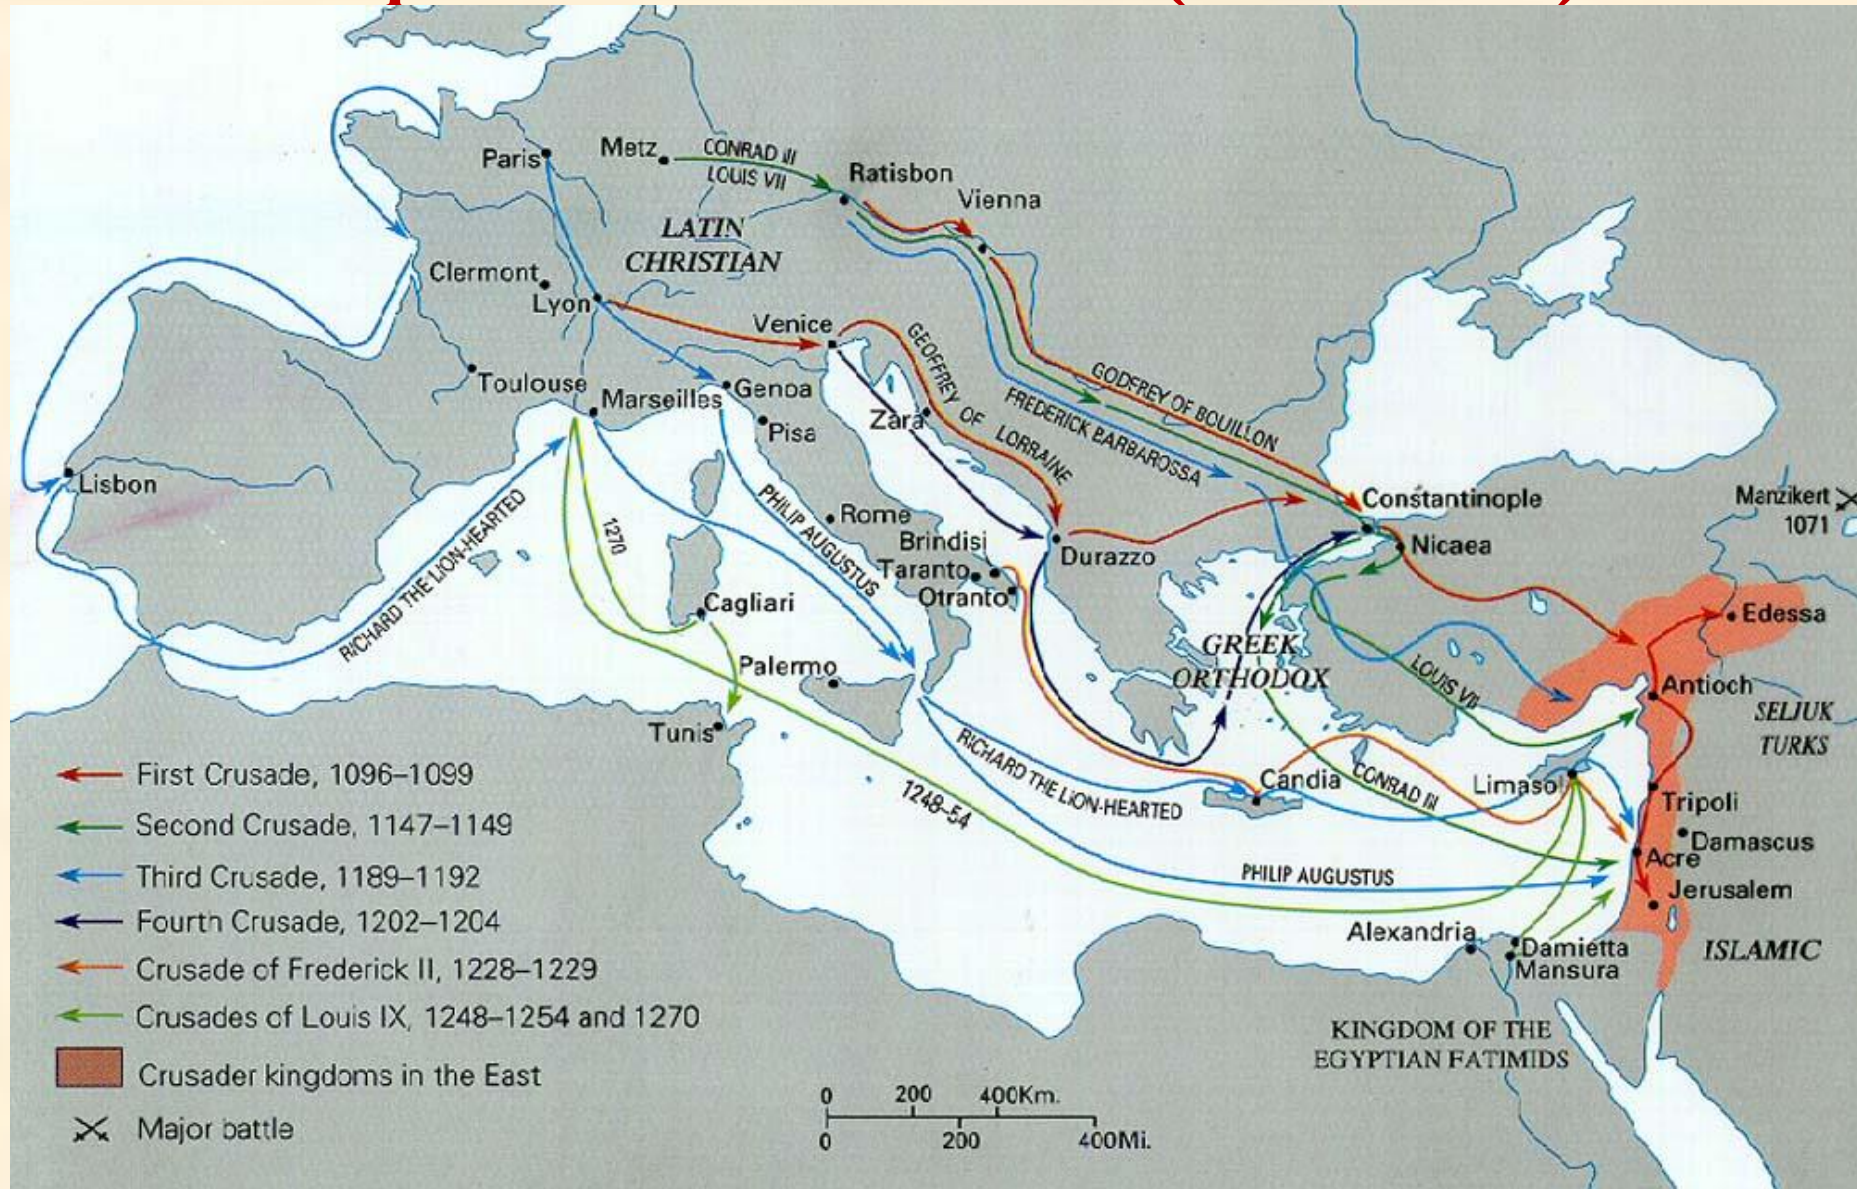 Paris
Metz
CONRAD III
LOUIS VII
Ratisbon
Vienna
LATIN
CHRISTIAN
Clermont
Lyon
Venice
GEOFFREY OF LORRAINE
GODFREY OF BOUILLON
FREDERICK BARBAROSSA
Toulouse
Marseilles
Genoa
Pisa
Zara
Lisbon
RICHARD THE LION-HEARTED
1270
PHILIP AUGUSTUS
Rome
Brindisi
Taranto
Otranto
Durazzo
Constantinople
Nicaea
Manzikert
1071
Cagliari
Edessa
Palermo
GREEK
ORTHODOX
LOUIS VII
Antioch
SELJUK
TURKS
Tunis
RICHARD THE LION-HEARTED
1248-54
Candia
CONRAD III
Limasol
Tripoli
Damascus
Acre
PHILIP AUGUSTUS
Jerusalem
Alexandria
Damietta
Mansura
ISLAMIC
KINGDOM OF THE
EGYPTIAN FATIMIDS
First Crusade, 1096–1099
Second Crusade, 1147–1149
Third Crusade, 1189–1192
Fourth Crusade, 1202–1204
Crusade of Frederick II, 1228–1229
Crusades of Louis IX, 1248–1254 and 1270
Crusader kingdoms in the East
Major battle
0 200 400Km.
0 200 400Mi.